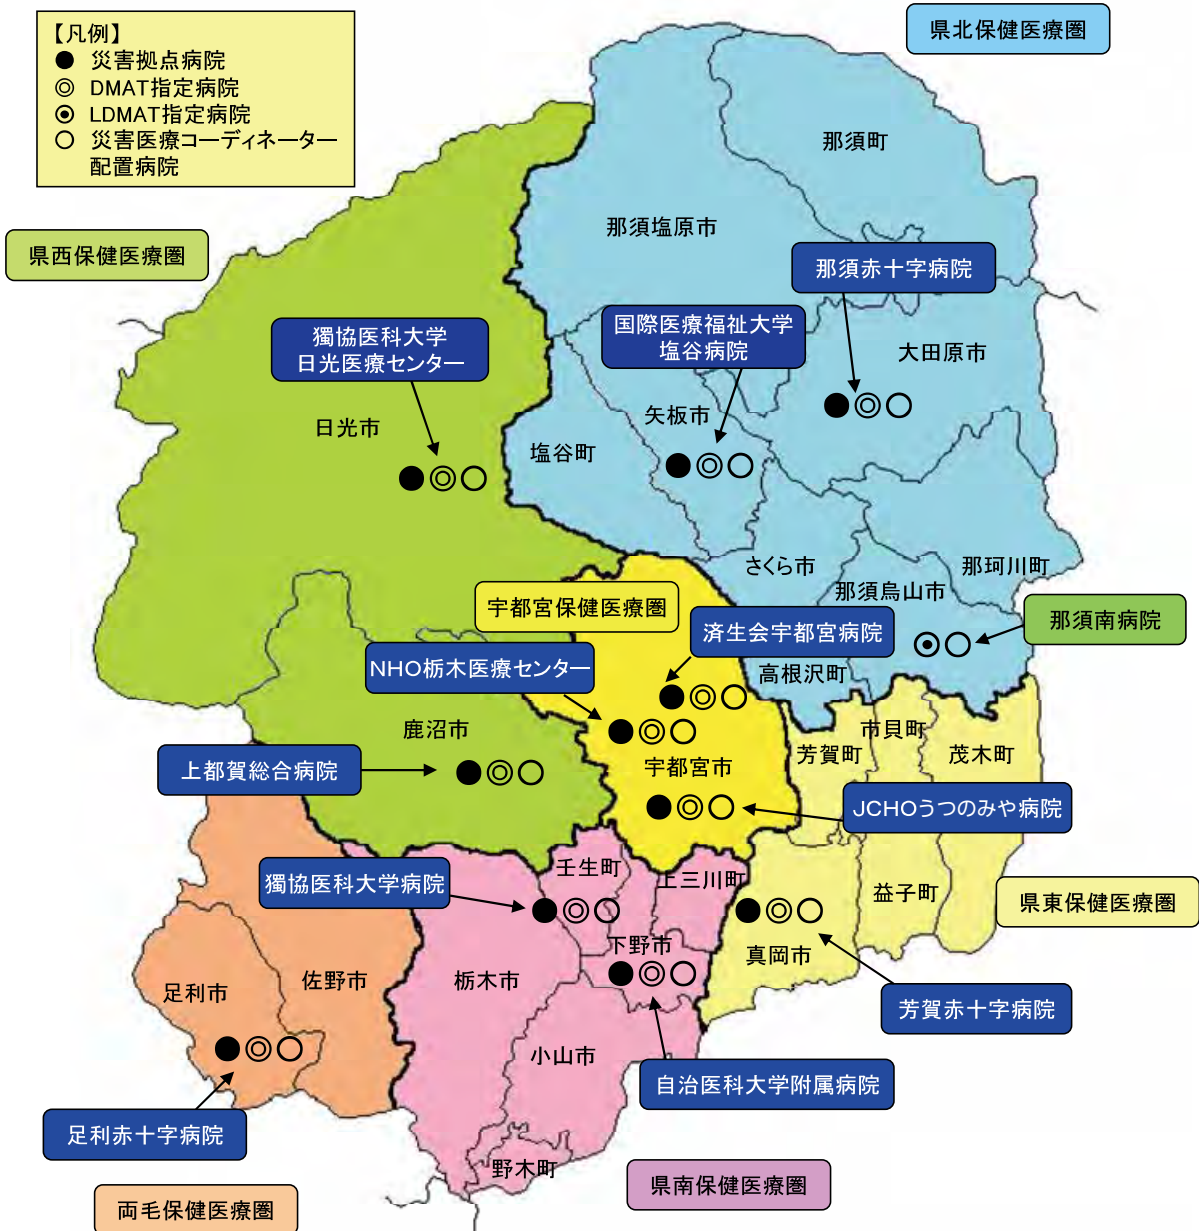 【凡例】
● 災害拠点病院
◎ DMAT指定病院
LDMAT指定病院
○ 災害医療コーディネーター
配置病院
県北保健医療圏
那須町
那須塩原市
県西保健医療圏
那須赤十字病院
獨協医科大学
日光医療センター
国際医療福祉大学
塩谷病院
大田原市
日光市
矢板市
塩谷町
さくら市
那珂川町
那須烏山市
宇都宮保健医療圏
済生会宇都宮病院
那須南病院
NHO栃木医療センター
高根沢町
鹿沼市
市貝町
芳賀町
茂木町
上都賀総合病院
宇都宮市
JCHOうつのみや病院
壬生町
上三川町
獨協医科大学病院
益子町
県東保健医療圏
下野市
真岡市
佐野市
栃木市
足利市
芳賀赤十字病院
小山市
自治医科大学附属病院
足利赤十字病院
野木町
県南保健医療圏
両毛保健医療圏